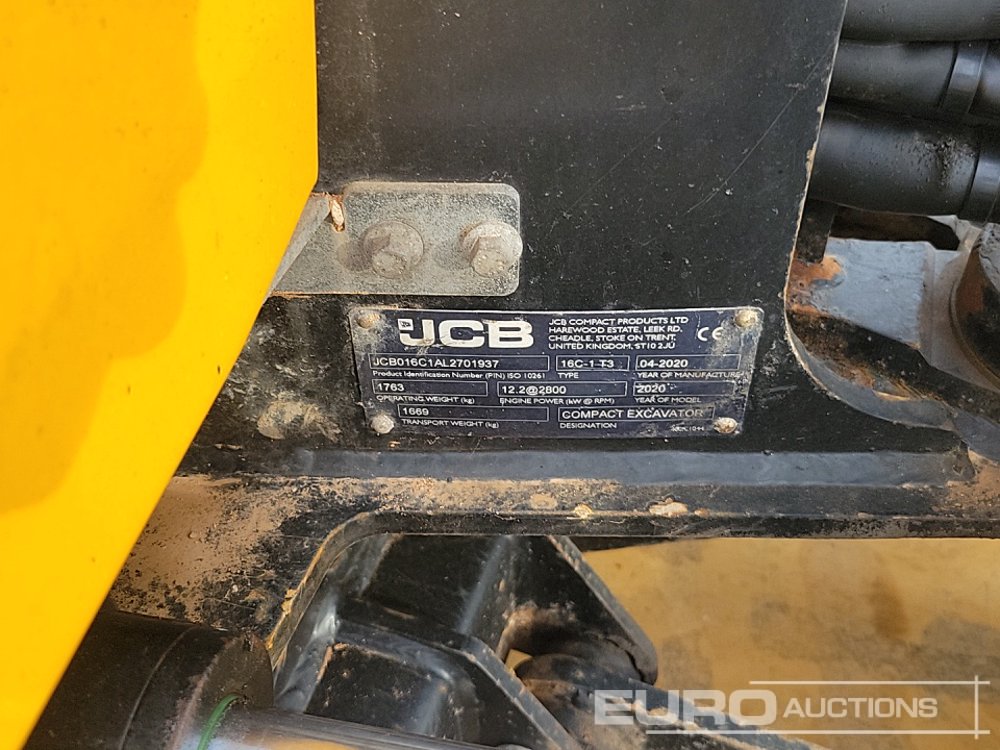 JCB
JCB COMPACT PRODUCTS LTD
HAREWOOD ESTATE, LEEK RD,
CHEADLE, STOKE ON TRENT,
UNITED KINGDOM, ST10 2JU
CE
JCB016C1AL2701937 16C-1 T3 04-2020
Product Identification Number (PIN) ISO 10261 TYPE YEAR OF MANUFACTURE
1763 12.2@2800 2020
OPERATING WEIGHT (kg) ENGINE POWER (kW @ RPM) YEAR OF MODEL
1669 COMPACT EXCAVATOR
TRANSPORT WEIGHT (kg) DESIGNATION
EURO AUCTIONS